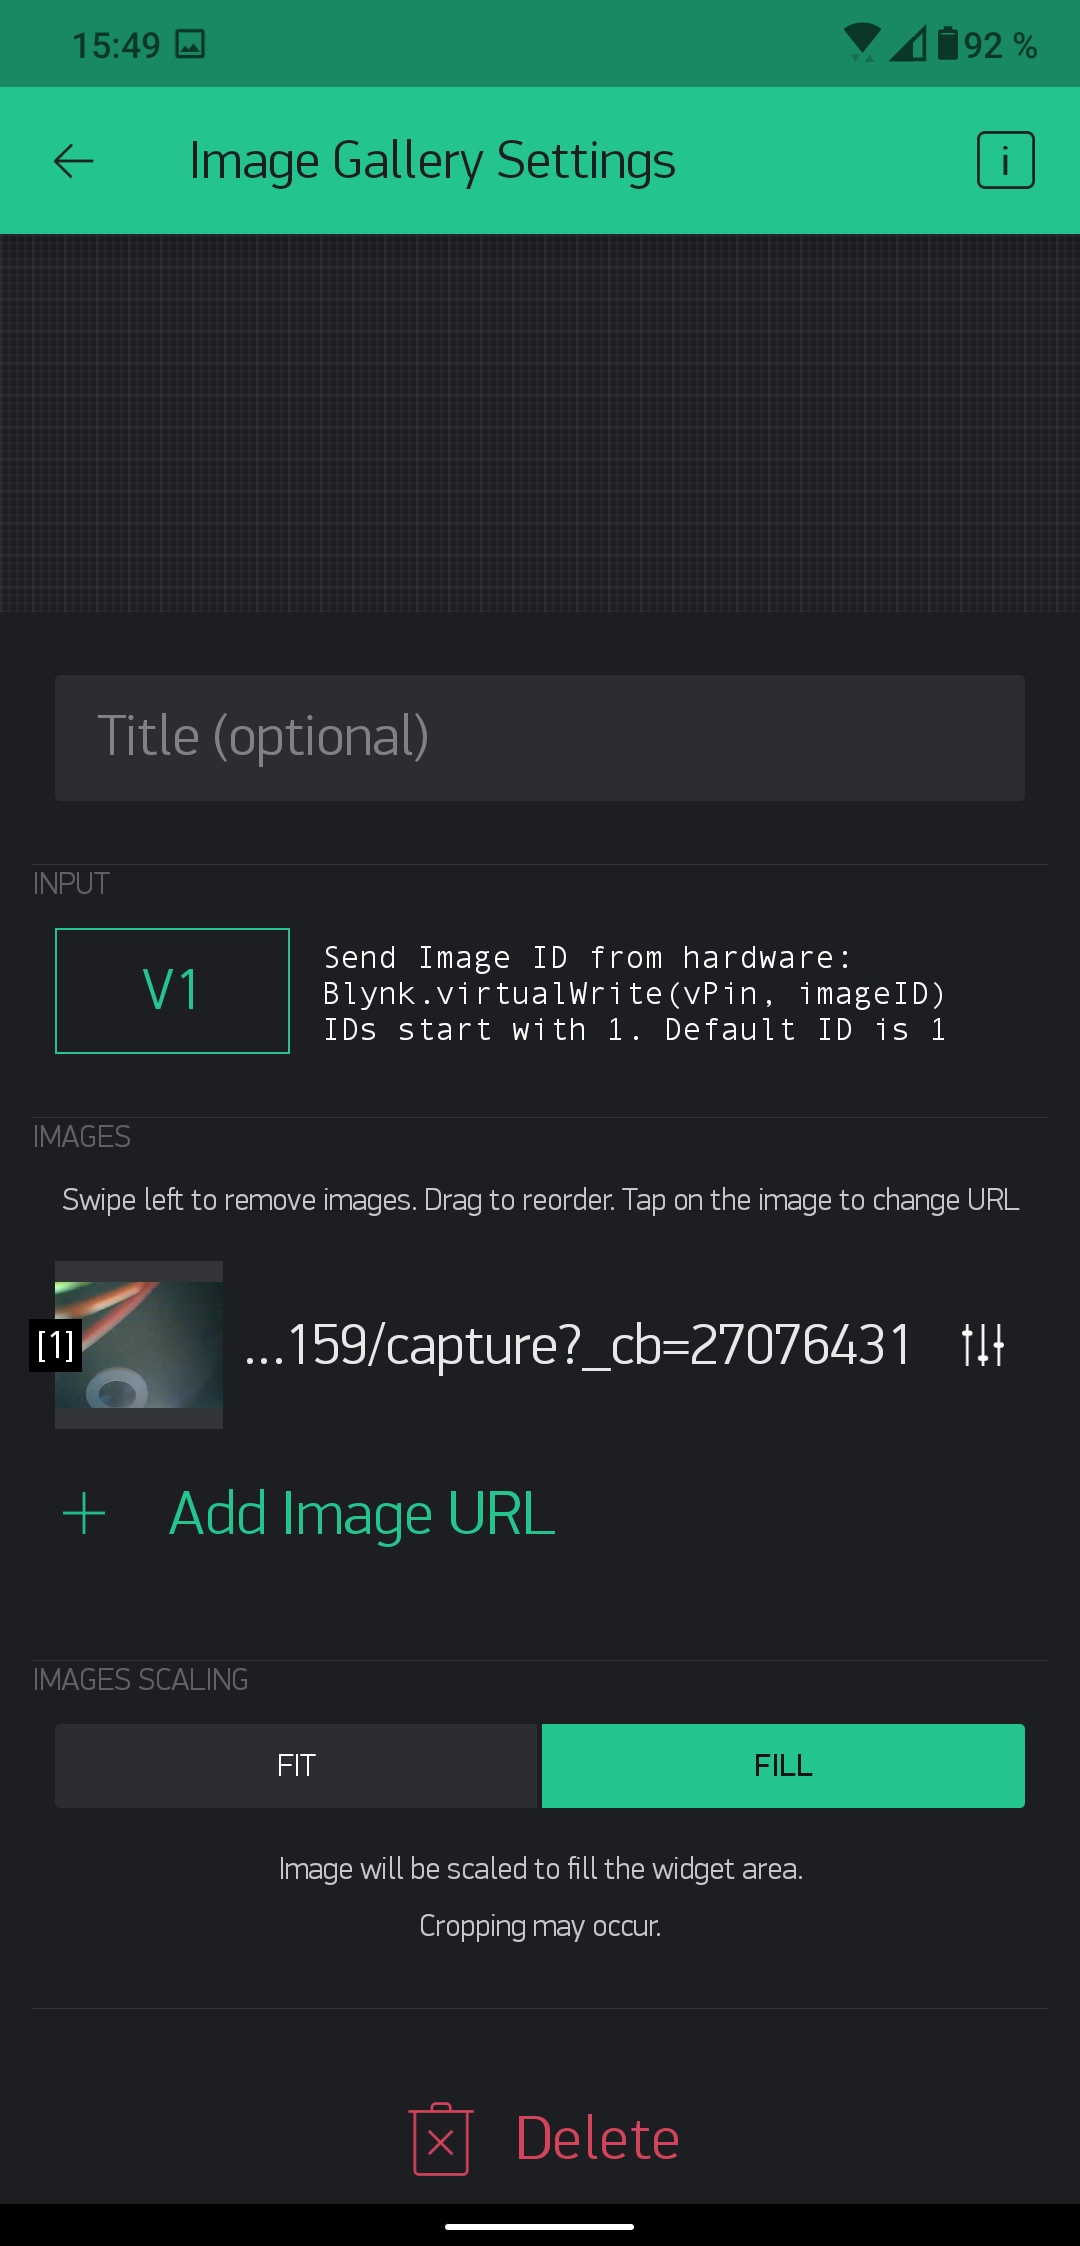 15:49
92 %
Image Gallery Settings
i
Title (optional)
INPUT
V1
Send Image ID from hardware:
Blynk.virtualWrite(vPin, imageID)
IDs start with 1. Default ID is 1
IMAGES
Swipe left to remove images. Drag to reorder. Tap on the image to change URL
[1]
...159/capture?_cb=27076431
Add Image URL
IMAGES SCALING
FIT
FILL
Image will be scaled to fill the widget area.
Cropping may occur.
Delete